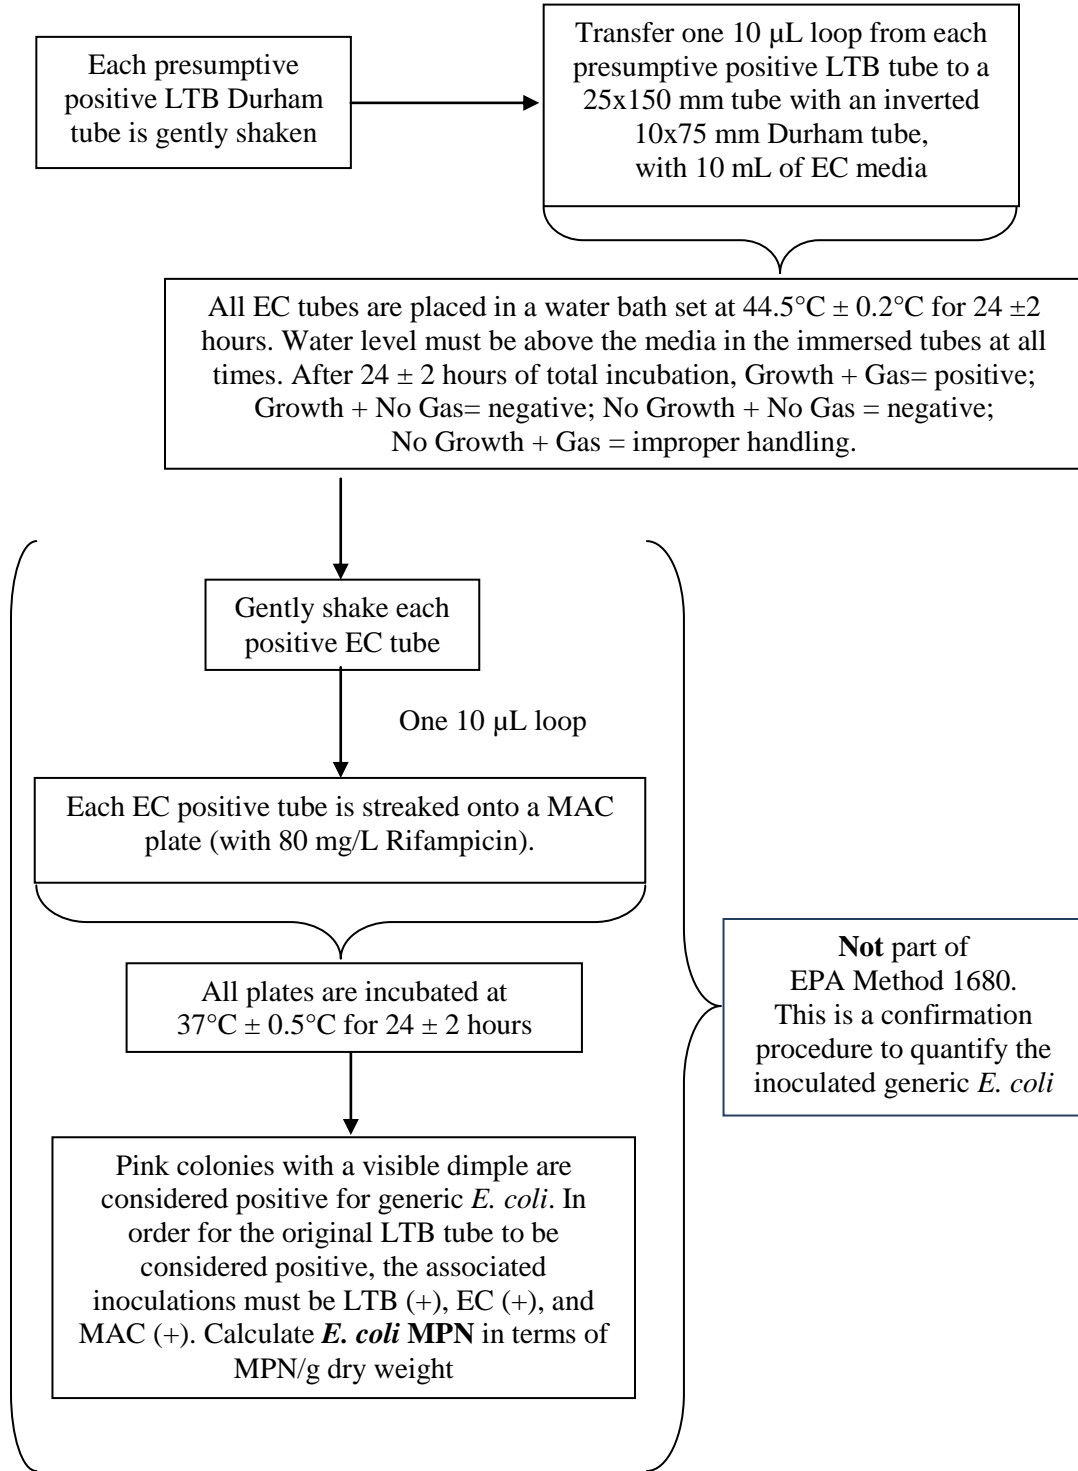 Each presumptive
positive LTB Durham
tube is gently shaken
Transfer one 10 µL loop from each
presumptive positive LTB tube to a
25x150 mm tube with an inverted
10x75 mm Durham tube,
with 10 mL of EC media
All EC tubes are placed in a water bath set at 44.5°C ± 0.2°C for 24 ±2
hours. Water level must be above the media in the immersed tubes at all
times. After 24 ± 2 hours of total incubation, Growth + Gas= positive;
Growth + No Gas= negative; No Growth + No Gas = negative;
No Growth + Gas = improper handling.
Gently shake each
positive EC tube
One 10 µL loop
Each EC positive tube is streaked onto a MAC
plate (with 80 mg/L Rifampicin).
All plates are incubated at
37°C ± 0.5°C for 24 ± 2 hours
Pink colonies with a visible dimple are
considered positive for generic E. coli. In
order for the original LTB tube to be
considered positive, the associated
inoculations must be LTB (+), EC (+), and
MAC (+). Calculate E. coli MPN in terms of
MPN/g dry weight
Not part of
EPA Method 1680.
This is a confirmation
procedure to quantify the
inoculated generic E. coli